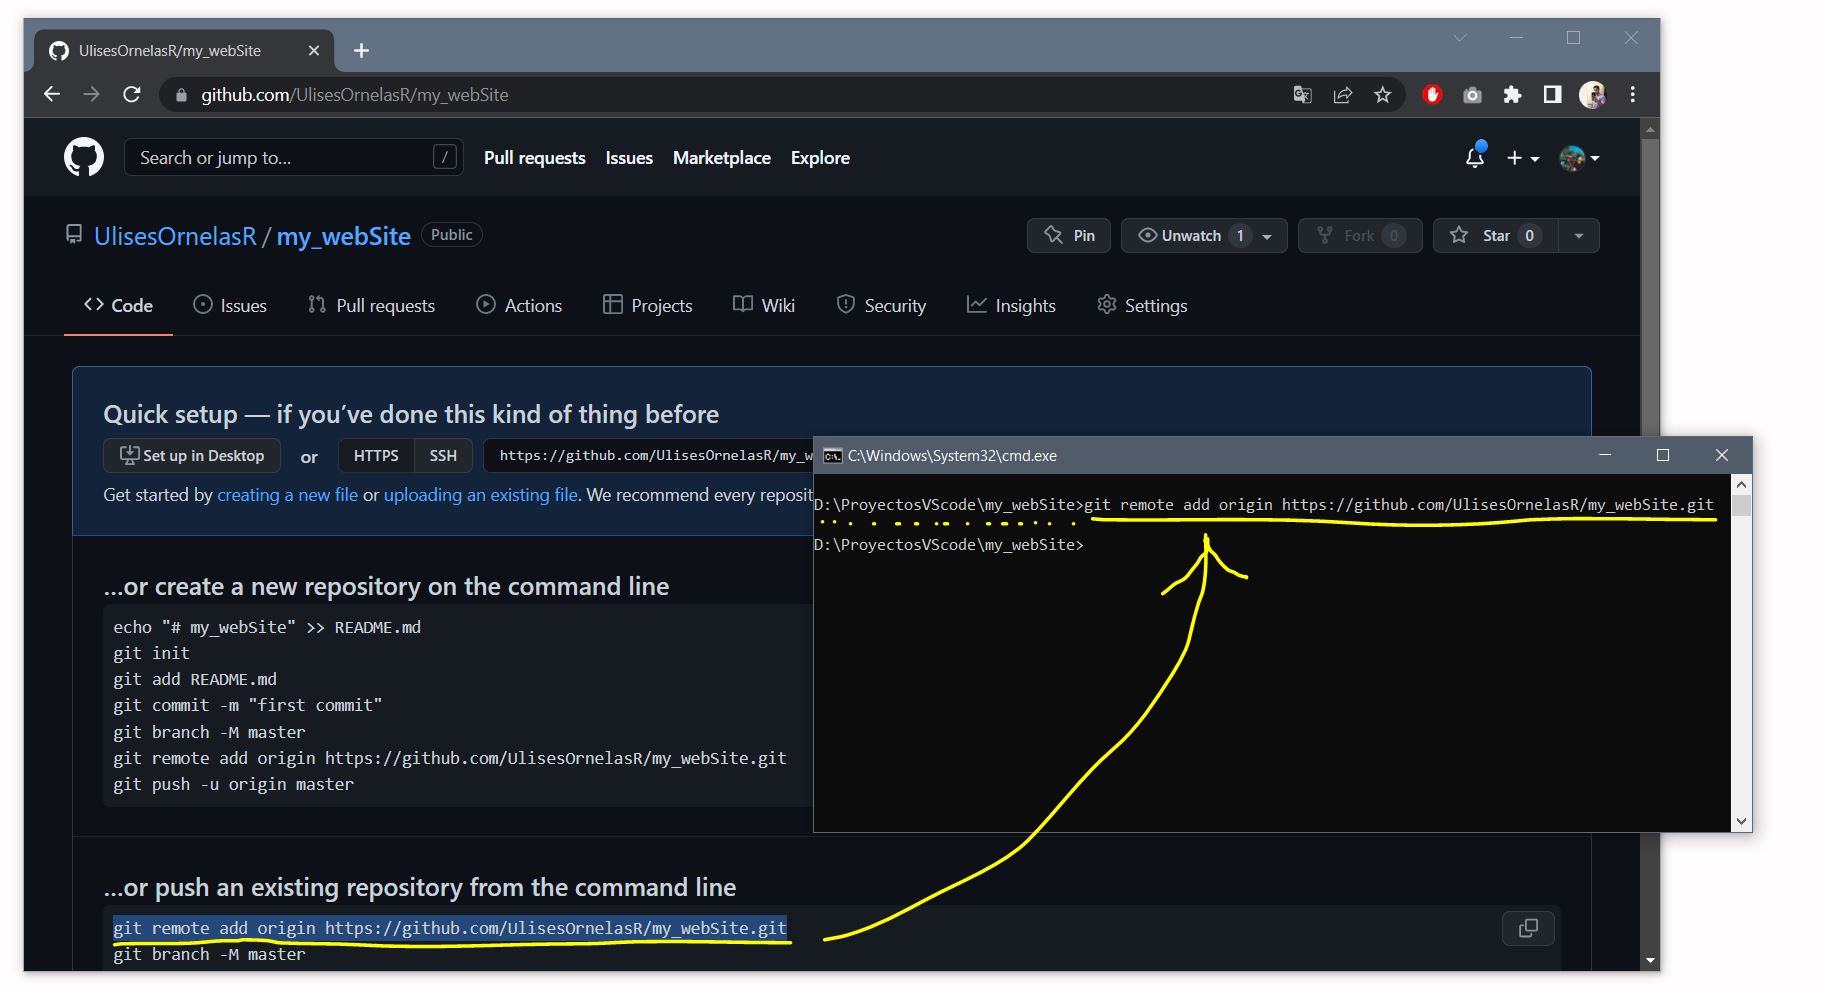 UlisesOrnelasR/my_webSite
github.com/UlisesOrnelasR/my_webSite
Search or jump to... /
Pull requests Issues Marketplace Explore
UlisesOrnelasR / my_webSite Public
Pin Unwatch 1 Fork 0 Star 0
<> Code Issues Pull requests Actions Projects Wiki Security Insights Settings
Quick setup — if you've done this kind of thing before
Set up in Desktop or HTTPS SSH https://github.com/UlisesOrnelasR/my_w
Get started by creating a new file or uploading an existing file. We recommend every reposit
...or create a new repository on the command line
echo "# my_webSite" >> README.md
git init
git add README.md
git commit -m "first commit"
git branch -M master
git remote add origin https://github.com/UlisesOrnelasR/my_webSite.git
git push -u origin master
...or push an existing repository from the command line
git remote add origin https://github.com/UlisesOrnelasR/my_webSite.git
git branch -M master
C:\Windows\System32\cmd.exe
D:\ProyectosVScode\my_webSite>git remote add origin https://github.com/UlisesOrnelasR/my_webSite.git
D:\ProyectosVScode\my_webSite>